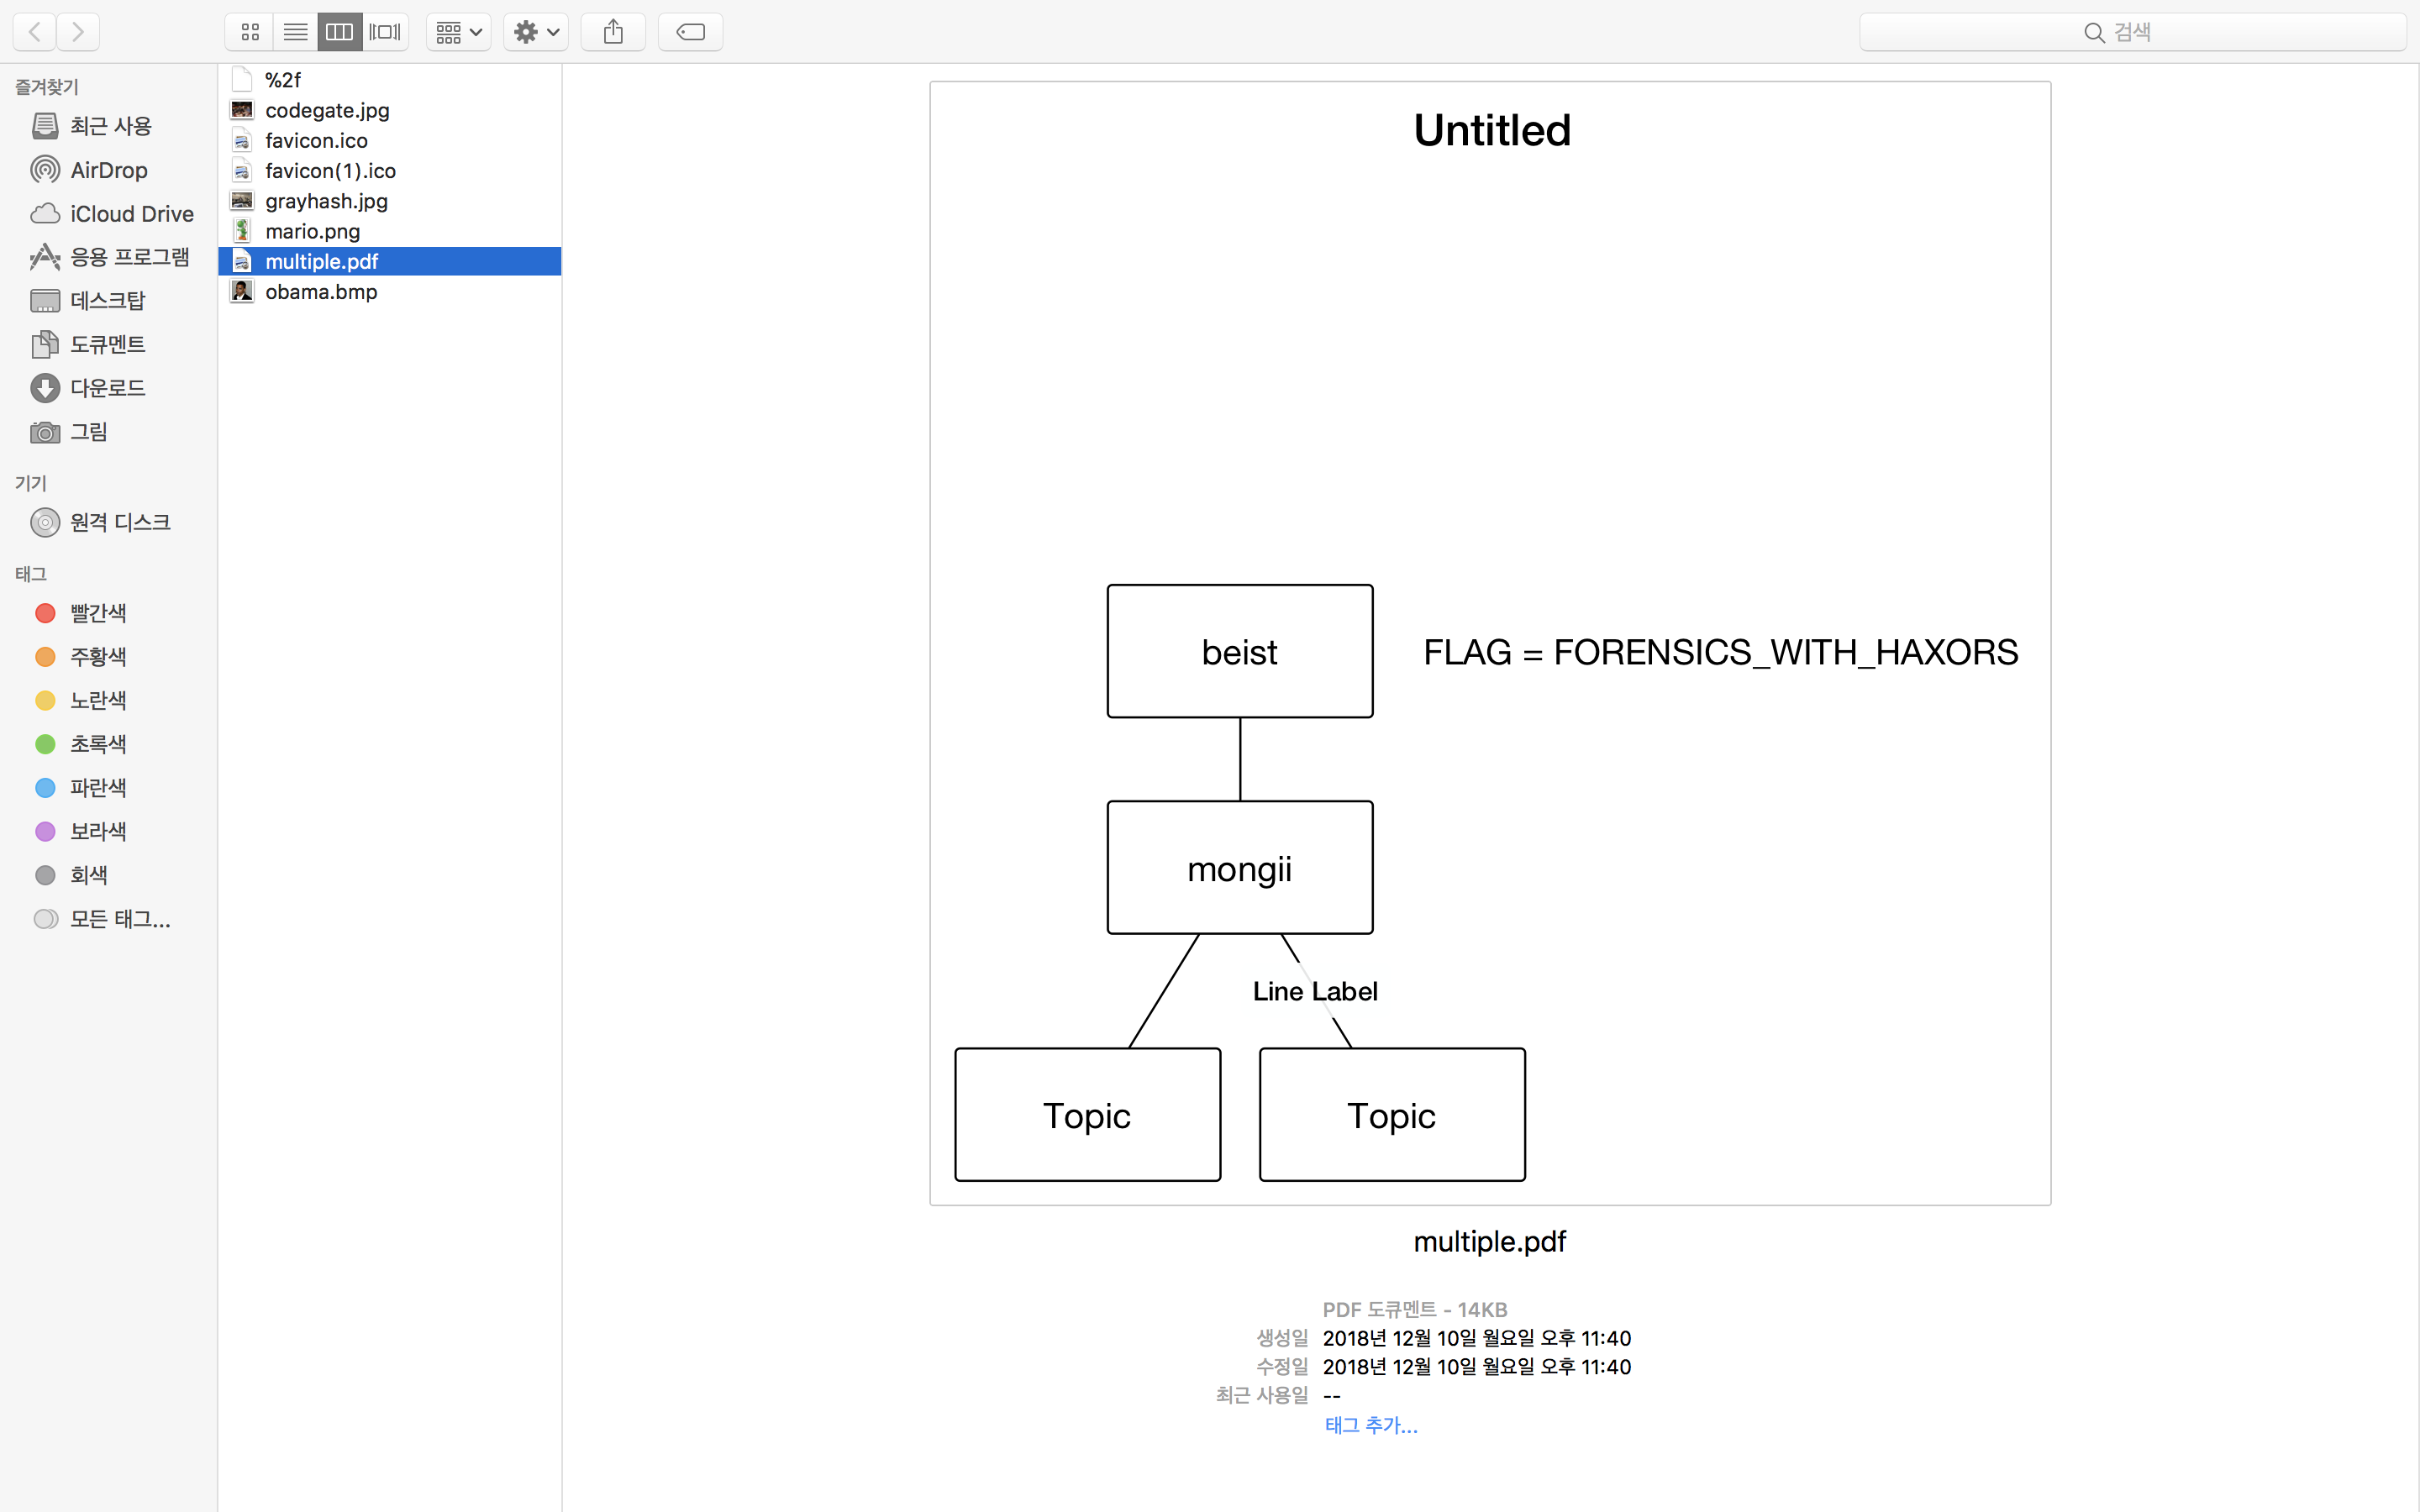 검색
즐겨찾기
최근 사용
AirDrop
iCloud Drive
응용 프로그램
데스크탑
도큐멘트
다운로드
그림
기기
원격 디스크
태그
빨간색
주황색
노란색
초록색
파란색
보라색
회색
모든 태그...
%2f
codegate.jpg
favicon.ico
favicon(1).ico
grayhash.jpg
mario.png
multiple.pdf
obama.bmp
Untitled
beist
FLAG = FORENSICS_WITH_HAXORS
mongii
Line Label
Topic Topic
multiple.pdf
PDF 도큐멘트 - 14KB
생성일 2018년 12월 10일 월요일 오후 11:40
수정일 2018년 12월 10일 월요일 오후 11:40
최근 사용일 --
태그 추가...